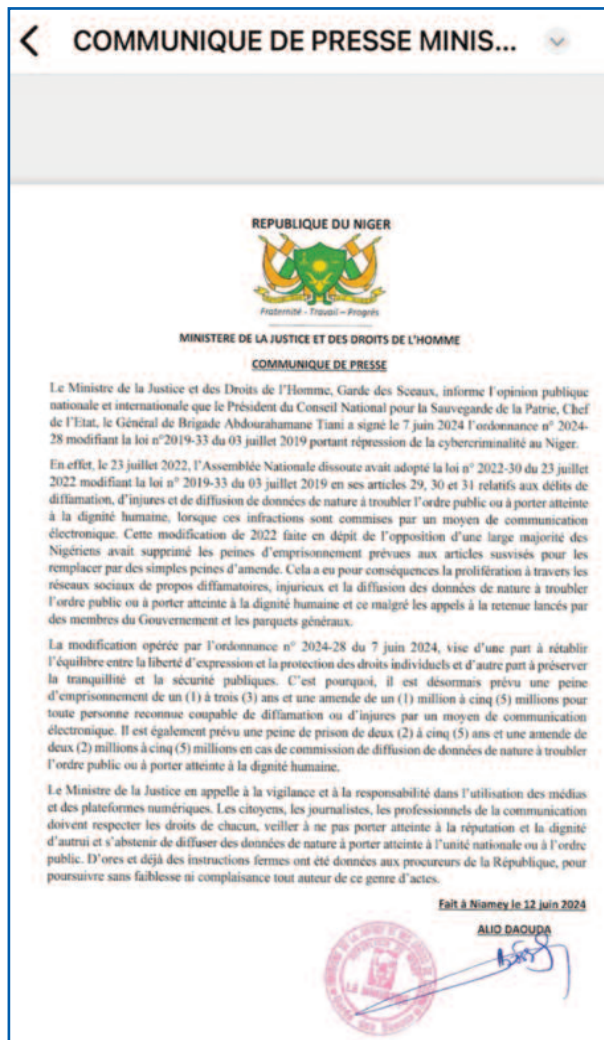 COMMUNIQUE DE PRESSE MINIS...
REPUBLIQUE DU NIGER
Fraternité - Travail – Progrès
MINISTERE DE LA JUSTICE ET DES DROITS DE L'HOMME
COMMUNIQUE DE PRESSE
Le Ministre de la Justice et des Droits de l'Homme, Garde des Sceaux, informe l'opinion publique
nationale et internationale que le Président du Conseil National pour la Sauvegarde de la Patrie, Chef
de l'Etat, le Général de Brigade Abdourahamane Tiani a signé le 7 juin 2024 l'ordonnance n° 2024-
28 modifiant la loi n°2019-33 du 03 juillet 2019 portant répression de la cybercriminalité au Niger.
En effet, le 23 juillet 2022, l'Assemblée Nationale dissoute avait adopté la loi n° 2022-30 du 23 juillet
2022 modifiant la loi n° 2019-33 du 03 juillet 2019 en ses articles 29, 30 et 31 relatifs aux délits de
diffamation, d'injures et de diffusion de données de nature à troubler l'ordre public ou à porter atteinte
à la dignité humaine, lorsque ces infractions sont commises par un moyen de communication
électronique. Cette modification de 2022 faite en dépit de l'opposition d'une large majorité des
Nigériens avait supprimé les peines d'emprisonnement prévues aux articles susvisés pour les
remplacer par des simples peines d'amende. Cela a eu pour conséquences la prolifération à travers les
réseaux sociaux de propos diffamatoires, injurieux et la diffusion des données de nature à troubler
l'ordre public ou à porter atteinte à la dignité humaine et ce malgré les appels à la retenue lancés par
des membres du Gouvernement et les parquets généraux.
La modification opérée par l'ordonnance n° 2024-28 du 7 juin 2024, vise d'une part à rétablir
l'équilibre entre la liberté d'expression et la protection des droits individuels et d'autre part à préserver
la tranquillité et la sécurité publiques. C'est pourquoi, il est désormais prévu une peine
d'emprisonnement de un (1) à trois (3) ans et une amende de un (1) million à cinq (5) millions pour
toute personne reconnue coupable de diffamation ou d'injures par un moyen de communication
électronique. Il est également prévu une peine de prison de deux (2) à cinq (5) ans et une amende de
deux (2) millions à cinq (5) millions en cas de commission de diffusion de données de nature à troubler
l'ordre public ou à porter atteinte à la dignité humaine.
Le Ministre de la Justice en appelle à la vigilance et à la responsabilité dans l'utilisation des médias
et des plateformes numériques. Les citoyens, les journalistes, les professionnels de la communication
doivent respecter les droits de chacun, veiller à ne pas porter atteinte à la réputation et la dignité
d'autrui et s'abstenir de diffuser des données de nature à porter atteinte à l'unité nationale ou à l'ordre
public. D'ores et déjà des instructions fermes ont été données aux procureurs de la République, pour
poursuivre sans faiblesse ni complaisance tout auteur de ce genre d'actes.
Fait à Niamey le 12 juin 2024
ALIO DAOUDA